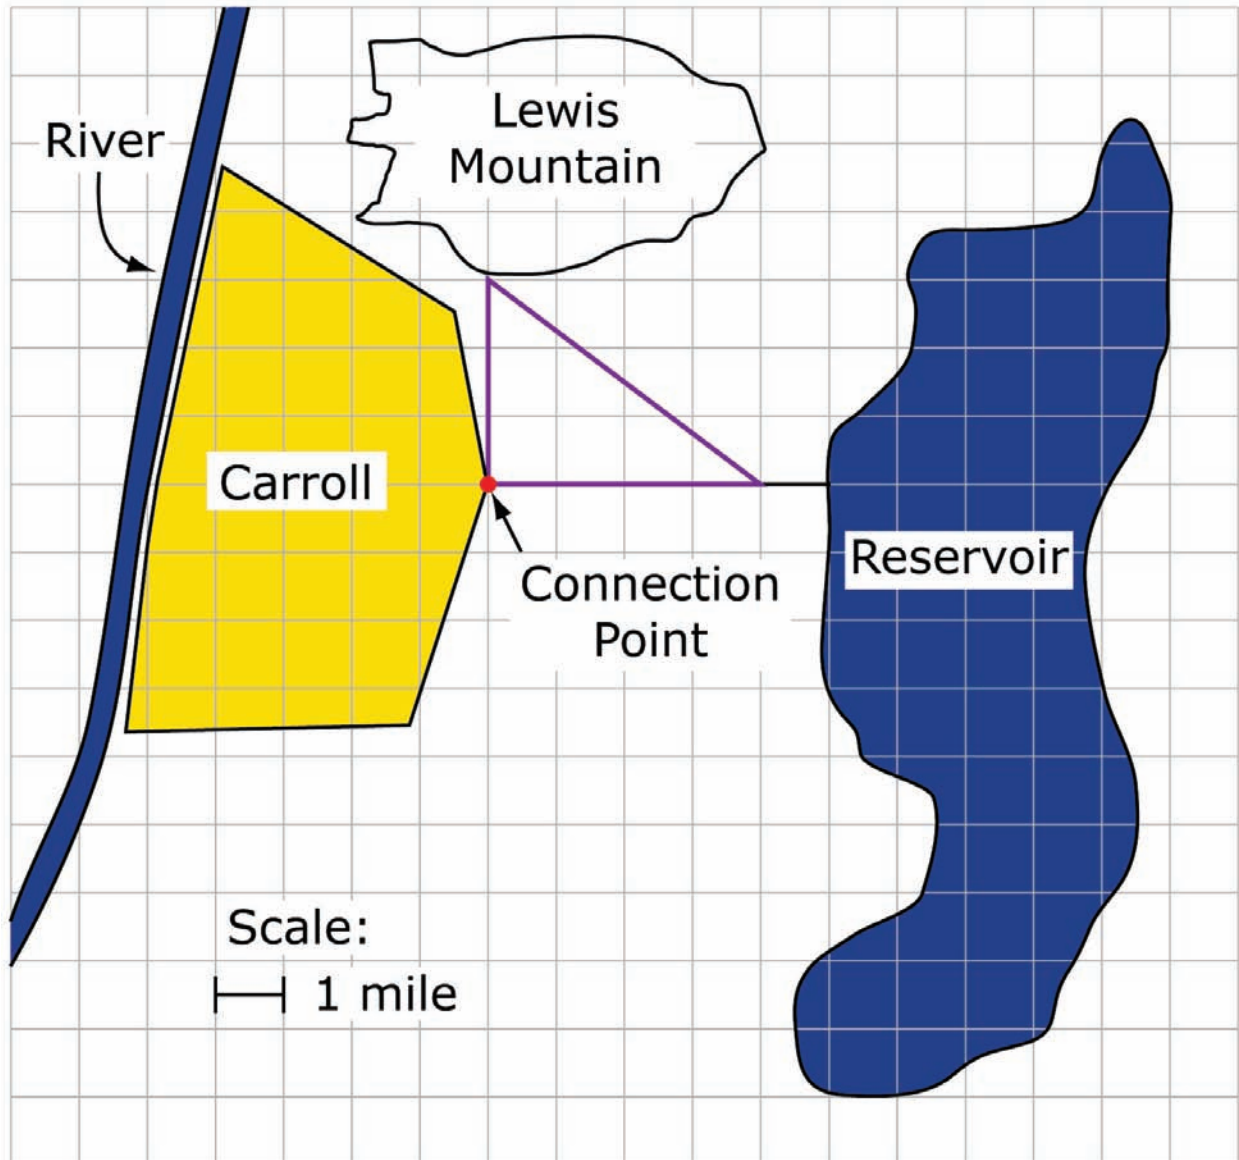 Lewis
Mountain
River
Carroll
Reservoir
Connection
Point
Scale:
1 mile